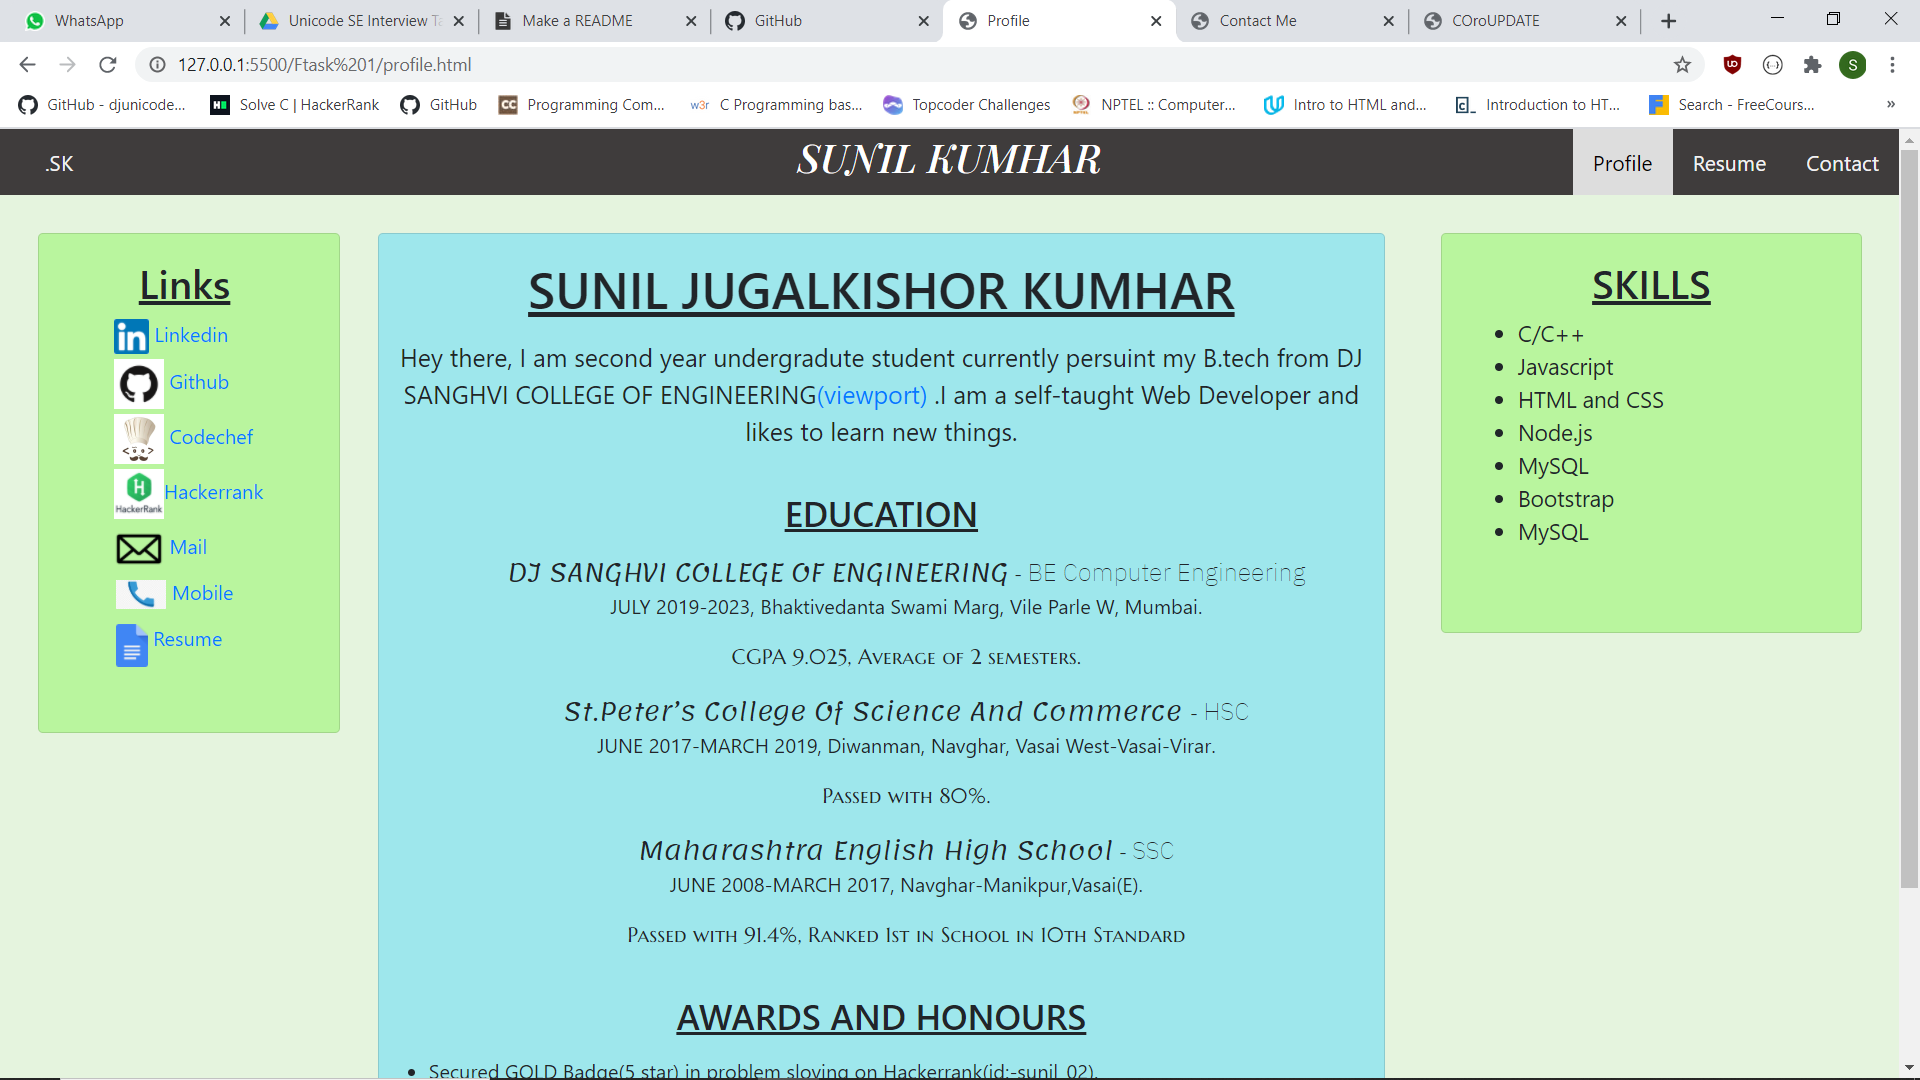 WhatsApp
Unicode SE Interview Ta
Make a README
GitHub
Profile
Contact Me
COroUPDATE
127.0.0.1:5500/Ftask%201/profile.html
S
GitHub - djunicode...
Solve C | HackerRank
GitHub
Programming Com...
C Programming bas...
Topcoder Challenges
NPTEL :: Computer...
Intro to HTML and...
Introduction to HT...
Search - FreeCours...
»
.SK
SUNIL KUMHAR
Profile
Resume
Contact
Links
Linkedin
Github
Codechef
HackerRank
Hackerrank
Mail
Mobile
Resume
SUNIL JUGALKISHOR KUMHAR
Hey there, I am second year undergradute student currently persuint my B.tech from DJ
SANGHVI COLLEGE OF ENGINEERING(viewport) .I am a self-taught Web Developer and
likes to learn new things.
EDUCATION
DJ SANGHVI COLLEGE OF ENGINEERING - BE Computer Engineering
JULY 2019-2023, Bhaktivedanta Swami Marg, Vile Parle W, Mumbai.
CGPA 9.025, Average of 2 semesters.
St.Peter's College Of Science And Commerce - HSC
JUNE 2017-MARCH 2019, Diwanman, Navghar, Vasai West-Vasai-Virar.
Passed with 80%.
Maharashtra English High School - SSC
JUNE 2008-MARCH 2017, Navghar-Manikpur,Vasai(E).
Passed with 91.4%, Ranked 1st in School in 10th Standard
AWARDS AND HONOURS
• Secured GOLD Badge(5 star) in problem sloving on Hackerrank(id:-sunil_02).
SKILLS
• C/C++
• Javascript
• HTML and CSS
• Node.js
• MySQL
• Bootstrap
• MySQL